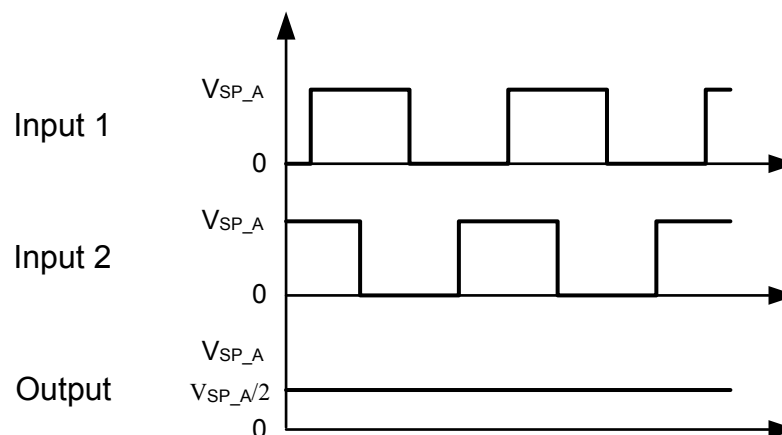 VSP_A
Input 1
0
VSP_A
Input 2
0
VSP_A
Output
VSP_A/2
0